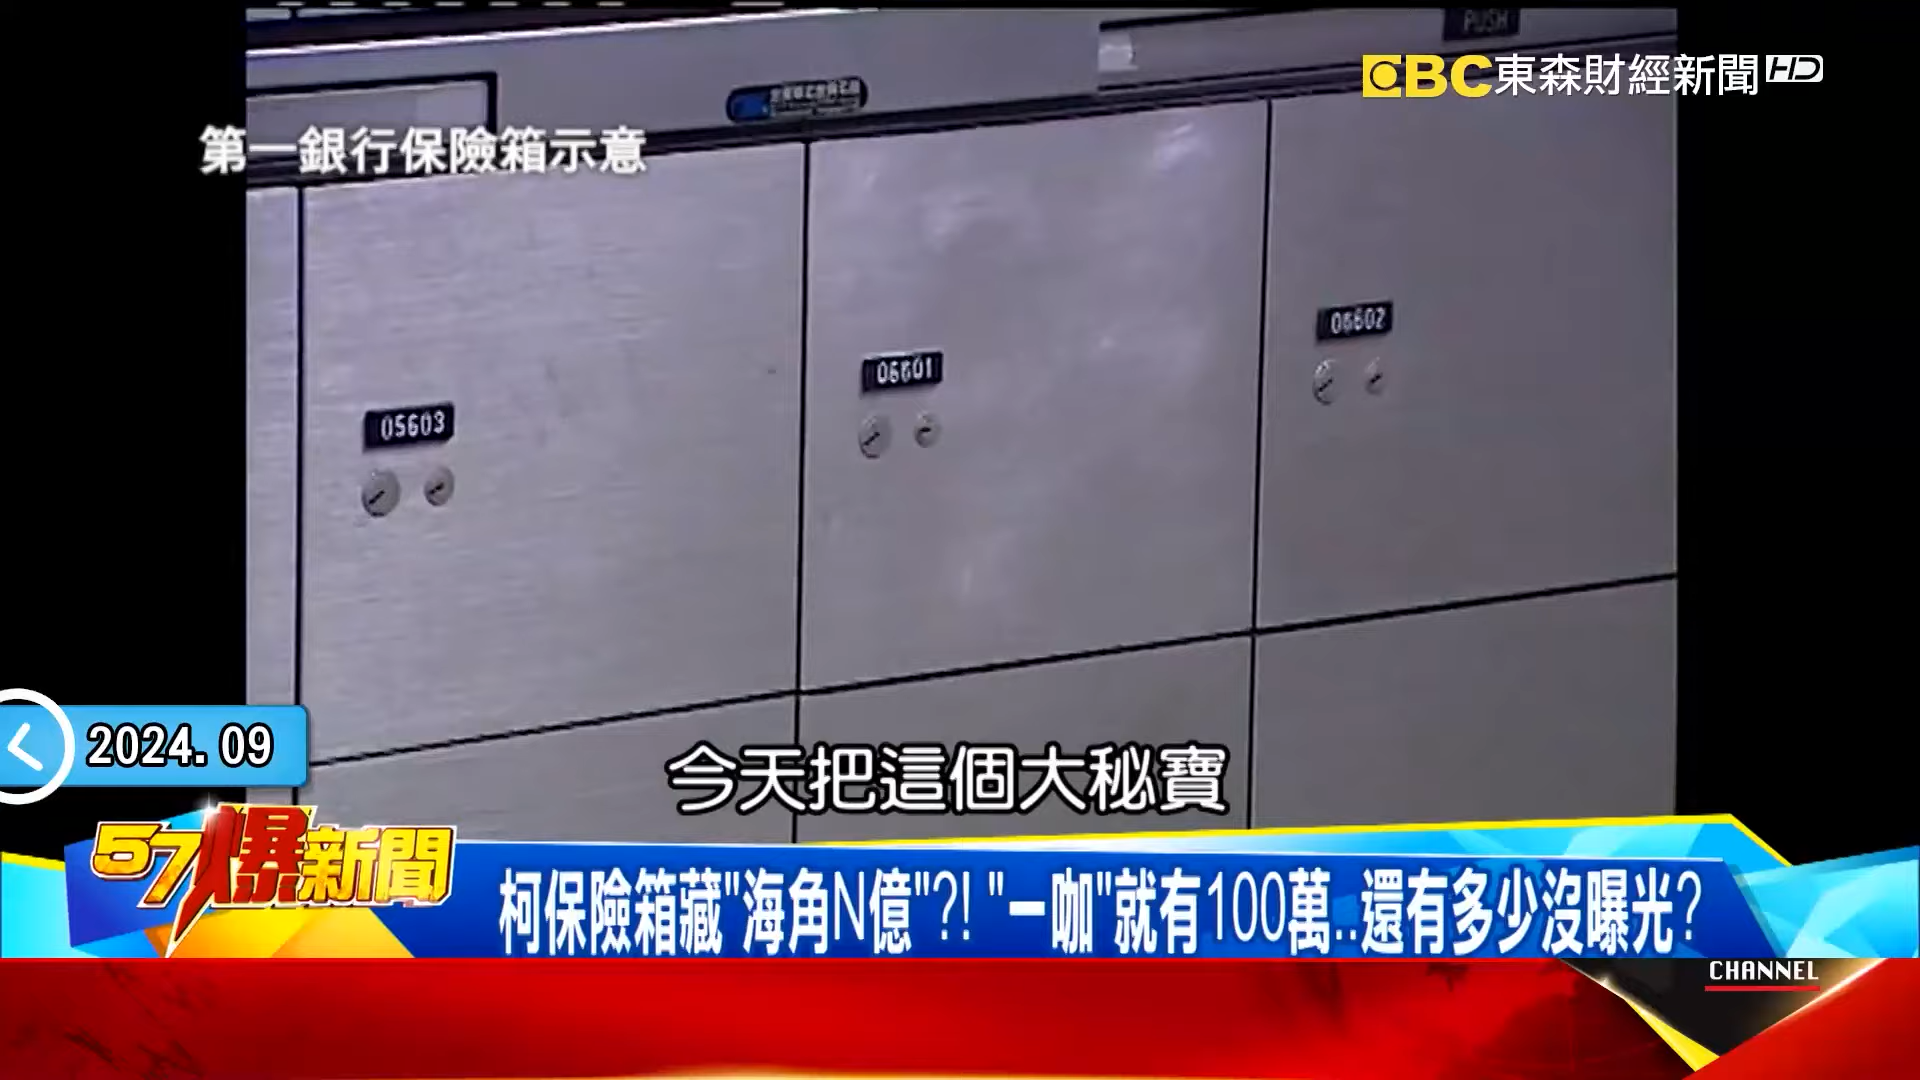 PUSH
EBC東森財經新聞HD
第一銀行保險箱示意
06602
06601
05603
2024.09
今天把這個大秘寶
57爆新聞
柯保險箱藏"海角N億"?! "一咖"就有100萬..還有多少沒曝光?
CHANNEL